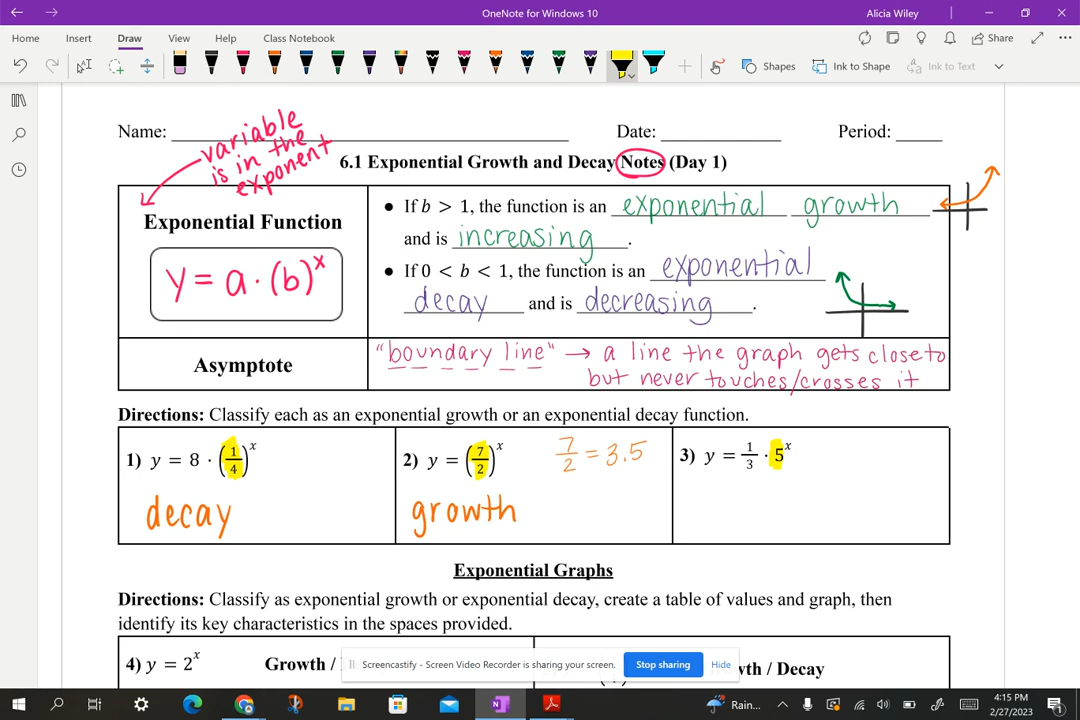 OneNote for Windows 10
Alicia Wiley
Home Insert Draw View Help Class Notebook
Share
Shapes Ink to Shape Ink to Text
Name: Date: Period:
variable
is in the
exponent
6.1 Exponential Growth and Decay Notes (Day 1)
Exponential Function
y = a · (b)^x
• If b > 1, the function is an exponential growth
and is increasing.
• If 0 < b < 1, the function is an exponential
decay and is decreasing.
Asymptote
"boundary line" → a line the graph gets close to
but never touches/crosses it
Directions: Classify each as an exponential growth or an exponential decay function.
1) y = 8 · (1/4)^x
decay
2) y = (7/2)^x
7/2 = 3.5
growth
3) y = 1/3 · 5^x
Exponential Graphs
Directions: Classify as exponential growth or exponential decay, create a table of values and graph, then
identify its key characteristics in the spaces provided.
4) y = 2^x Growth /
wth / Decay
Screencastify - Screen Video Recorder is sharing your screen. Stop sharing Hide
Rain...
4:15 PM
2/27/2023